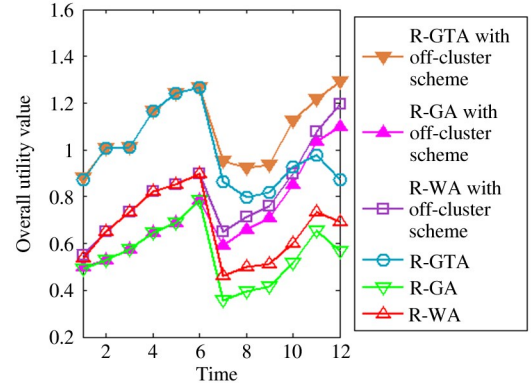 1.6
1.4
1.2
1
0.8
0.6
0.4
0.2
2
4
6
8
10
12
Overall utility value
Time
R-GTA with
off-cluster
scheme
R-GA with
off-cluster
scheme
R-WA with
off-cluster
scheme
R-GTA
R-GA
R-WA